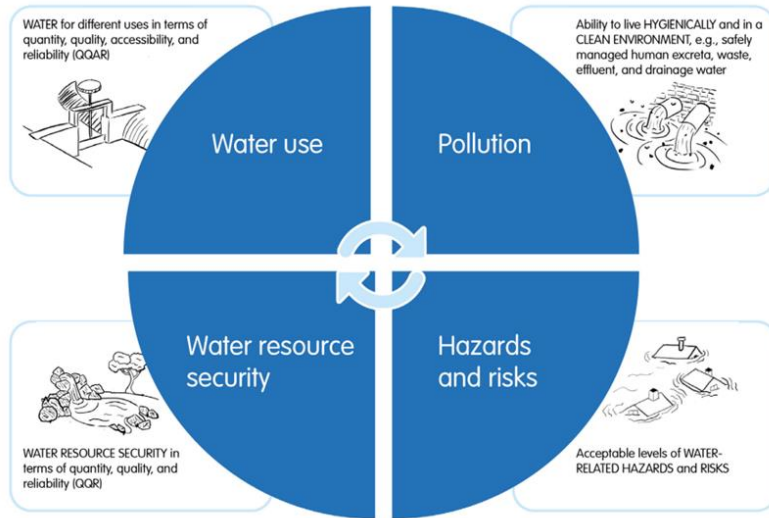 WATER for different uses in terms of
quantity, quality, accessibility, and
reliability (QQAR)
Water use
Ability to live HYGIENICALLY and in a
CLEAN ENVIRONMENT, e.g., safely
managed human excreta, waste,
effluent, and drainage water
Pollution
Water resource
security
WATER RESOURCE SECURITY in
terms of quantity, quality, and
reliability (QQR)
Hazards
and risks
Acceptable levels of WATER-
RELATED HAZARDS and RISKS